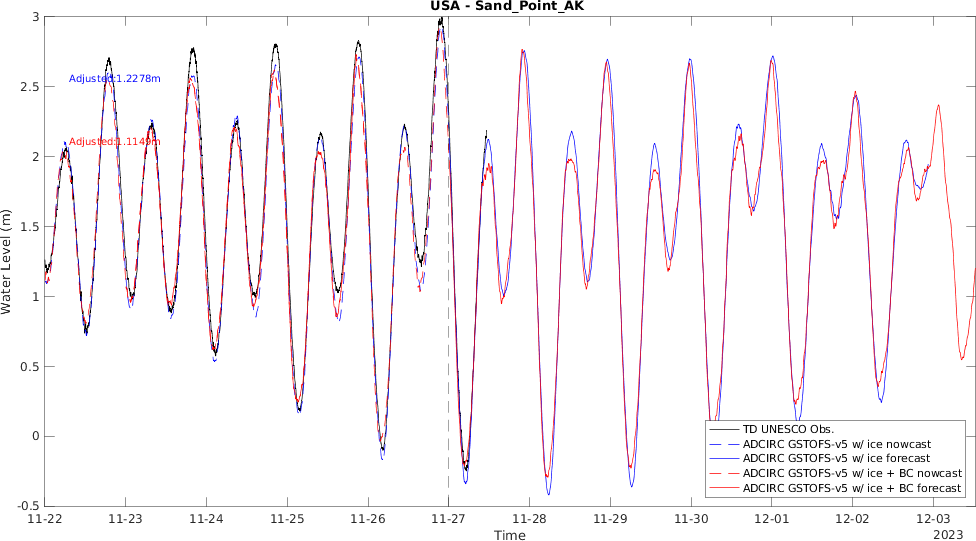 USA - Sand_Point_AK
3
2.5
2
1.5
1
0.5
0
-0.5
Water Level (m)
Adjusted:1.2278m
Adjusted:1.1149m
TD UNESCO Obs.
ADCIRC GSTOFS-v5 w/ ice nowcast
ADCIRC GSTOFS-v5 w/ ice forecast
ADCIRC GSTOFS-v5 w/ ice + BC nowcast
ADCIRC GSTOFS-v5 w/ ice + BC forecast
11-22 11-23 11-24 11-25 11-26 11-27 11-28 11-29 11-30 12-01 12-02 12-03
Time
2023